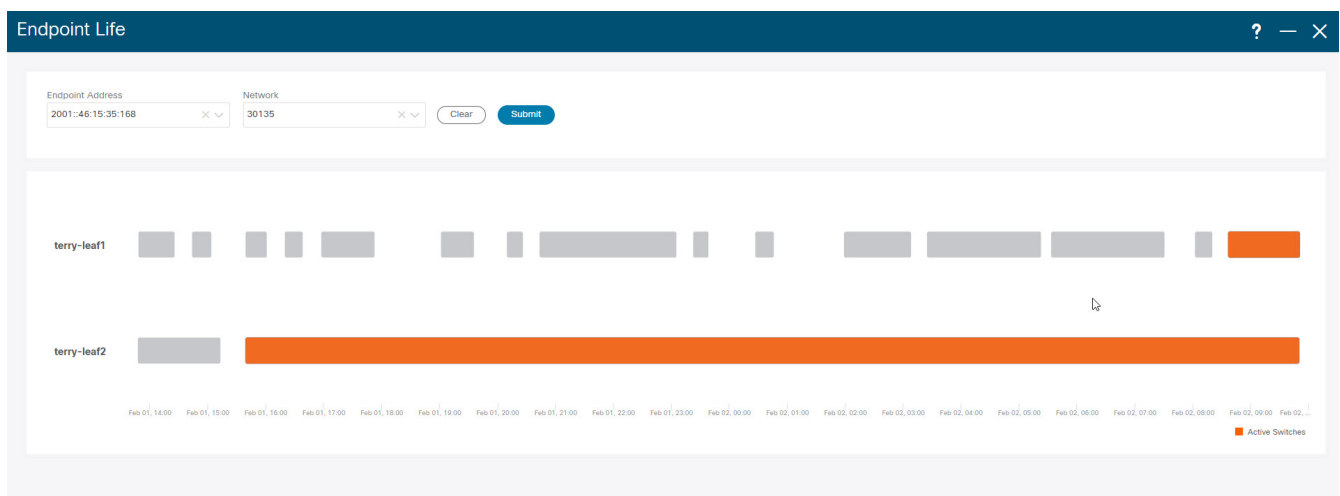 Endpoint Life ? — ✕
Endpoint Address Network
2001::46:15:35:168 30135 Clear Submit
terry-leaf1
terry-leaf2
Feb 01, 14:00 Feb 01, 15:00 Feb 01, 16:00 Feb 01, 17:00 Feb 01, 18:00 Feb 01, 19:00 Feb 01, 20:00 Feb 01, 21:00 Feb 01, 22:00 Feb 01, 23:00 Feb 02, 00:00 Feb 02, 01:00 Feb 02, 02:00 Feb 02, 03:00 Feb 02, 04:00 Feb 02, 05:00 Feb 02, 06:00 Feb 02, 07:00 Feb 02, 08:00 Feb 02, 09:00 Feb 02, ...
Active Switches